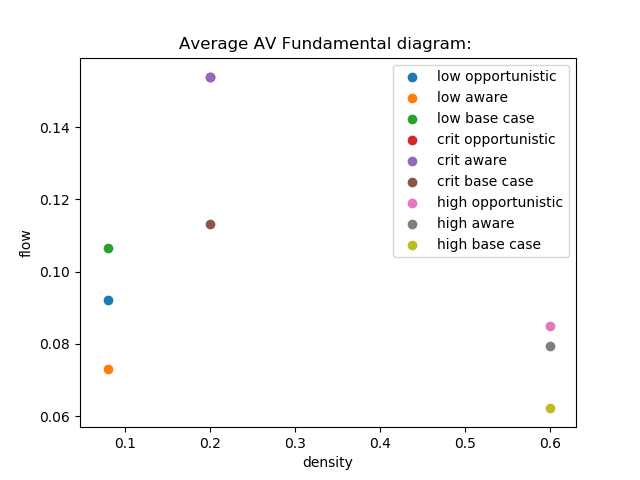 Average AV Fundamental diagram:
low opportunistic
low aware
low base case
crit opportunistic
crit aware
crit base case
high opportunistic
high aware
high base case
0.14
0.12
0.10
0.08
0.06
flow
0.1 0.2 0.3 0.4 0.5 0.6
density